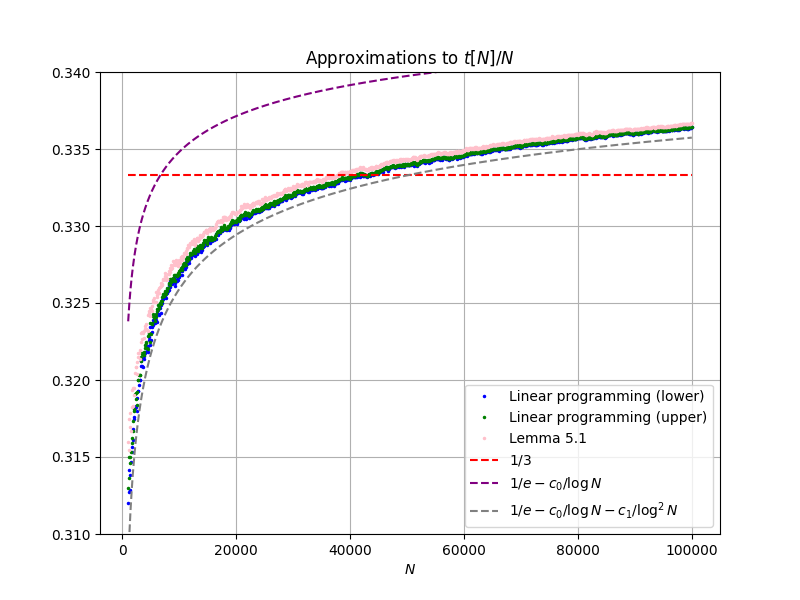 Approximations to t[N]/N
0.340
0.335
0.330
0.325
0.320
0.315
0.310
Linear programming (lower)
Linear programming (upper)
Lemma 5.1
1/3
1/e − c₀/log N
1/e − c₀/log N − c₁/log² N
0 20000 40000 60000 80000 100000
N